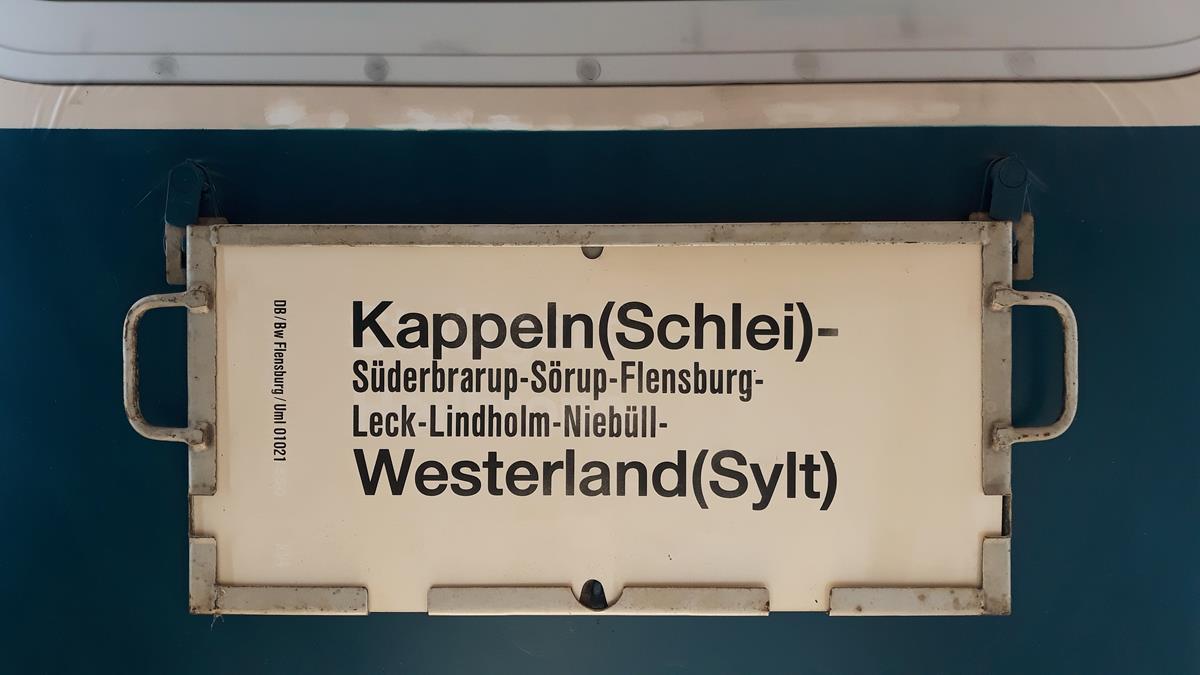 DB/Bw Flensburg/Uml 01021
Kappeln(Schlei)-
Süderbrarup-Sörup-Flensburg-
Leck-Lindholm-Niebüll-
Westerland(Sylt)